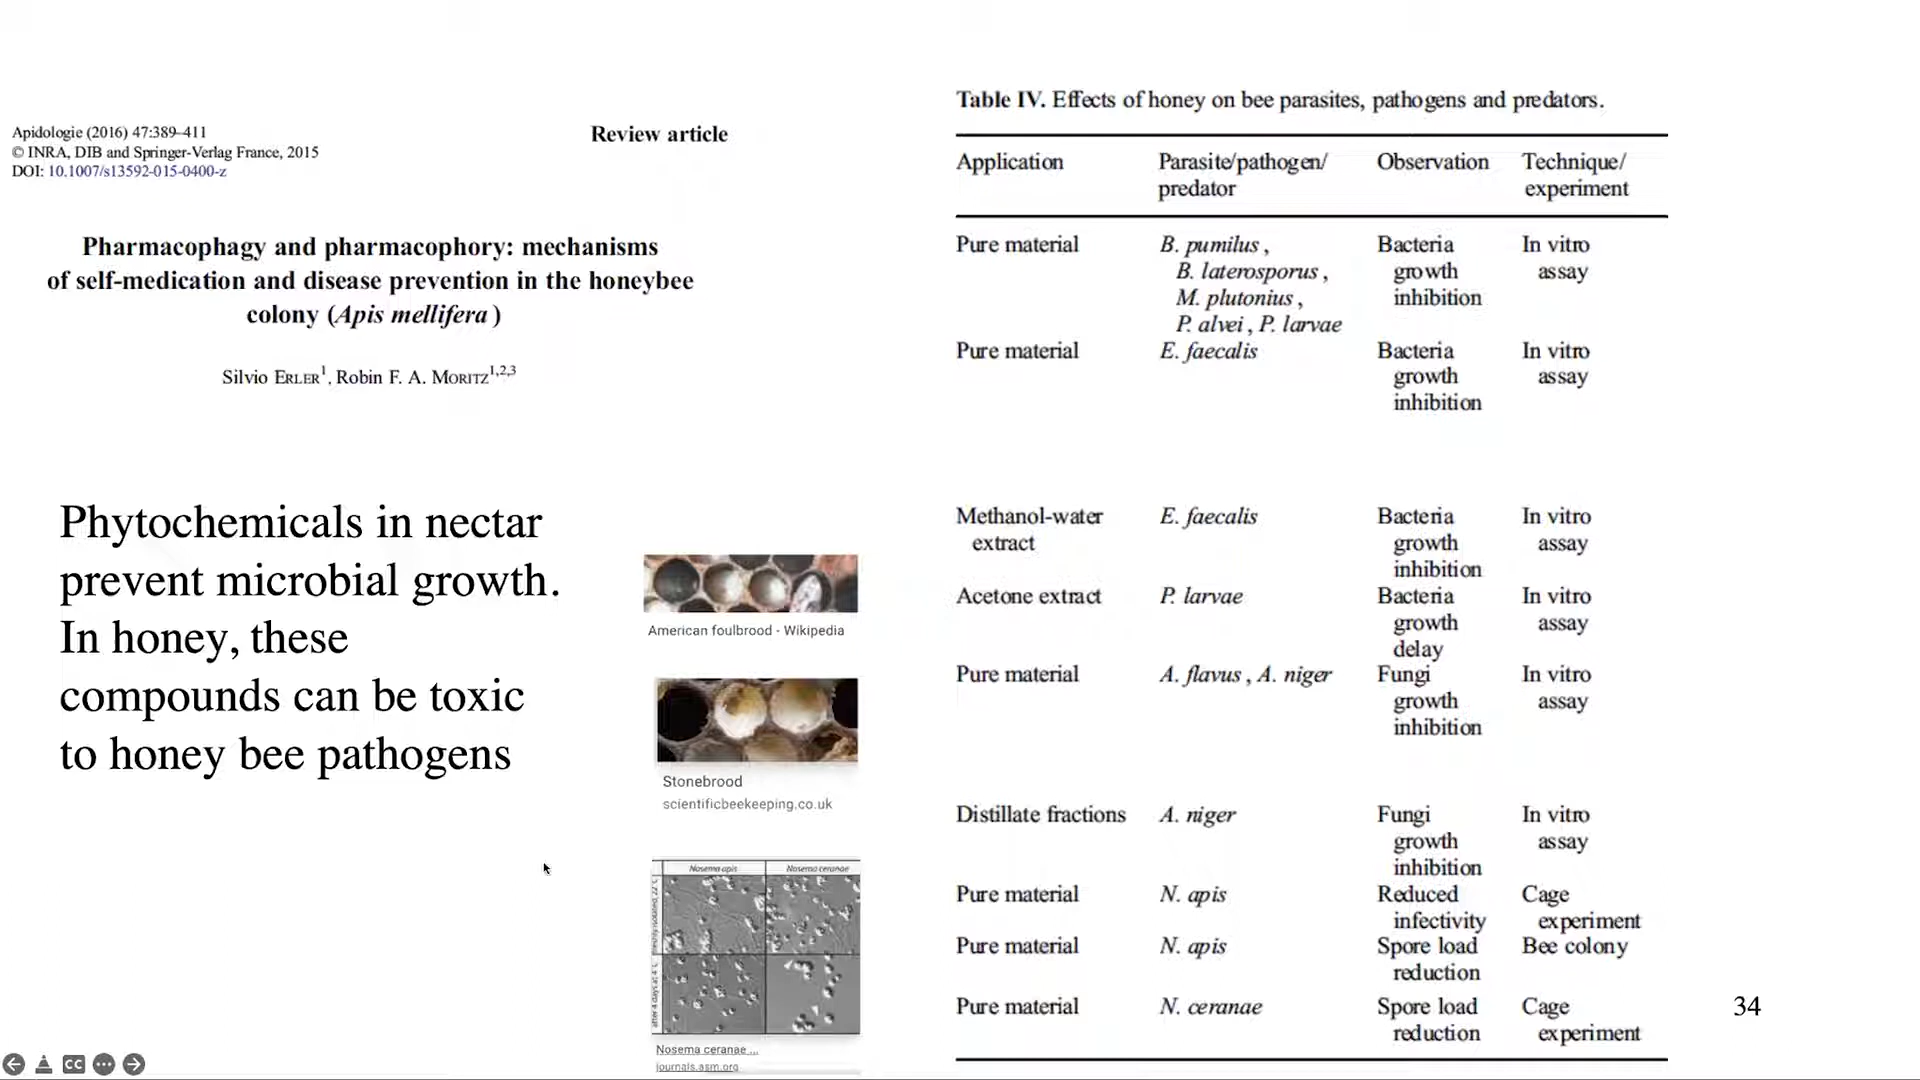 Apidologie (2016) 47:389–411
© INRA, DIB and Springer-Verlag France, 2015
DOI: 10.1007/s13592-015-0400-z
Review article
Pharmacophagy and pharmacophory: mechanisms
of self-medication and disease prevention in the honeybee
colony (Apis mellifera)
Silvio ERLER1, Robin F. A. MORITZ1,2,3
Phytochemicals in nectar
prevent microbial growth.
In honey, these
compounds can be toxic
to honey bee pathogens
American foulbrood - Wikipedia
Stonebrood
scientificbeekeeping.co.uk
Nosema apis Nosema ceranae
freshly isolated, 22°C
after 4 days at 4°C
Nosema ceranae ...
journals.asm.org
Table IV. Effects of honey on bee parasites, pathogens and predators.
Application Parasite/pathogen/ Observation Technique/
predator experiment
Pure material B. pumilus, Bacteria In vitro
B. laterosporus, growth assay
M. plutonius, inhibition
P. alvei, P. larvae
Pure material E. faecalis Bacteria In vitro
growth assay
inhibition
Methanol-water E. faecalis Bacteria In vitro
extract growth assay
inhibition
Acetone extract P. larvae Bacteria In vitro
growth assay
delay
Pure material A. flavus, A. niger Fungi In vitro
growth assay
inhibition
Distillate fractions A. niger Fungi In vitro
growth assay
inhibition
Pure material N. apis Reduced Cage
infectivity experiment
Pure material N. apis Spore load Bee colony
reduction
Pure material N. ceranae Spore load Cage
reduction experiment
34
CC